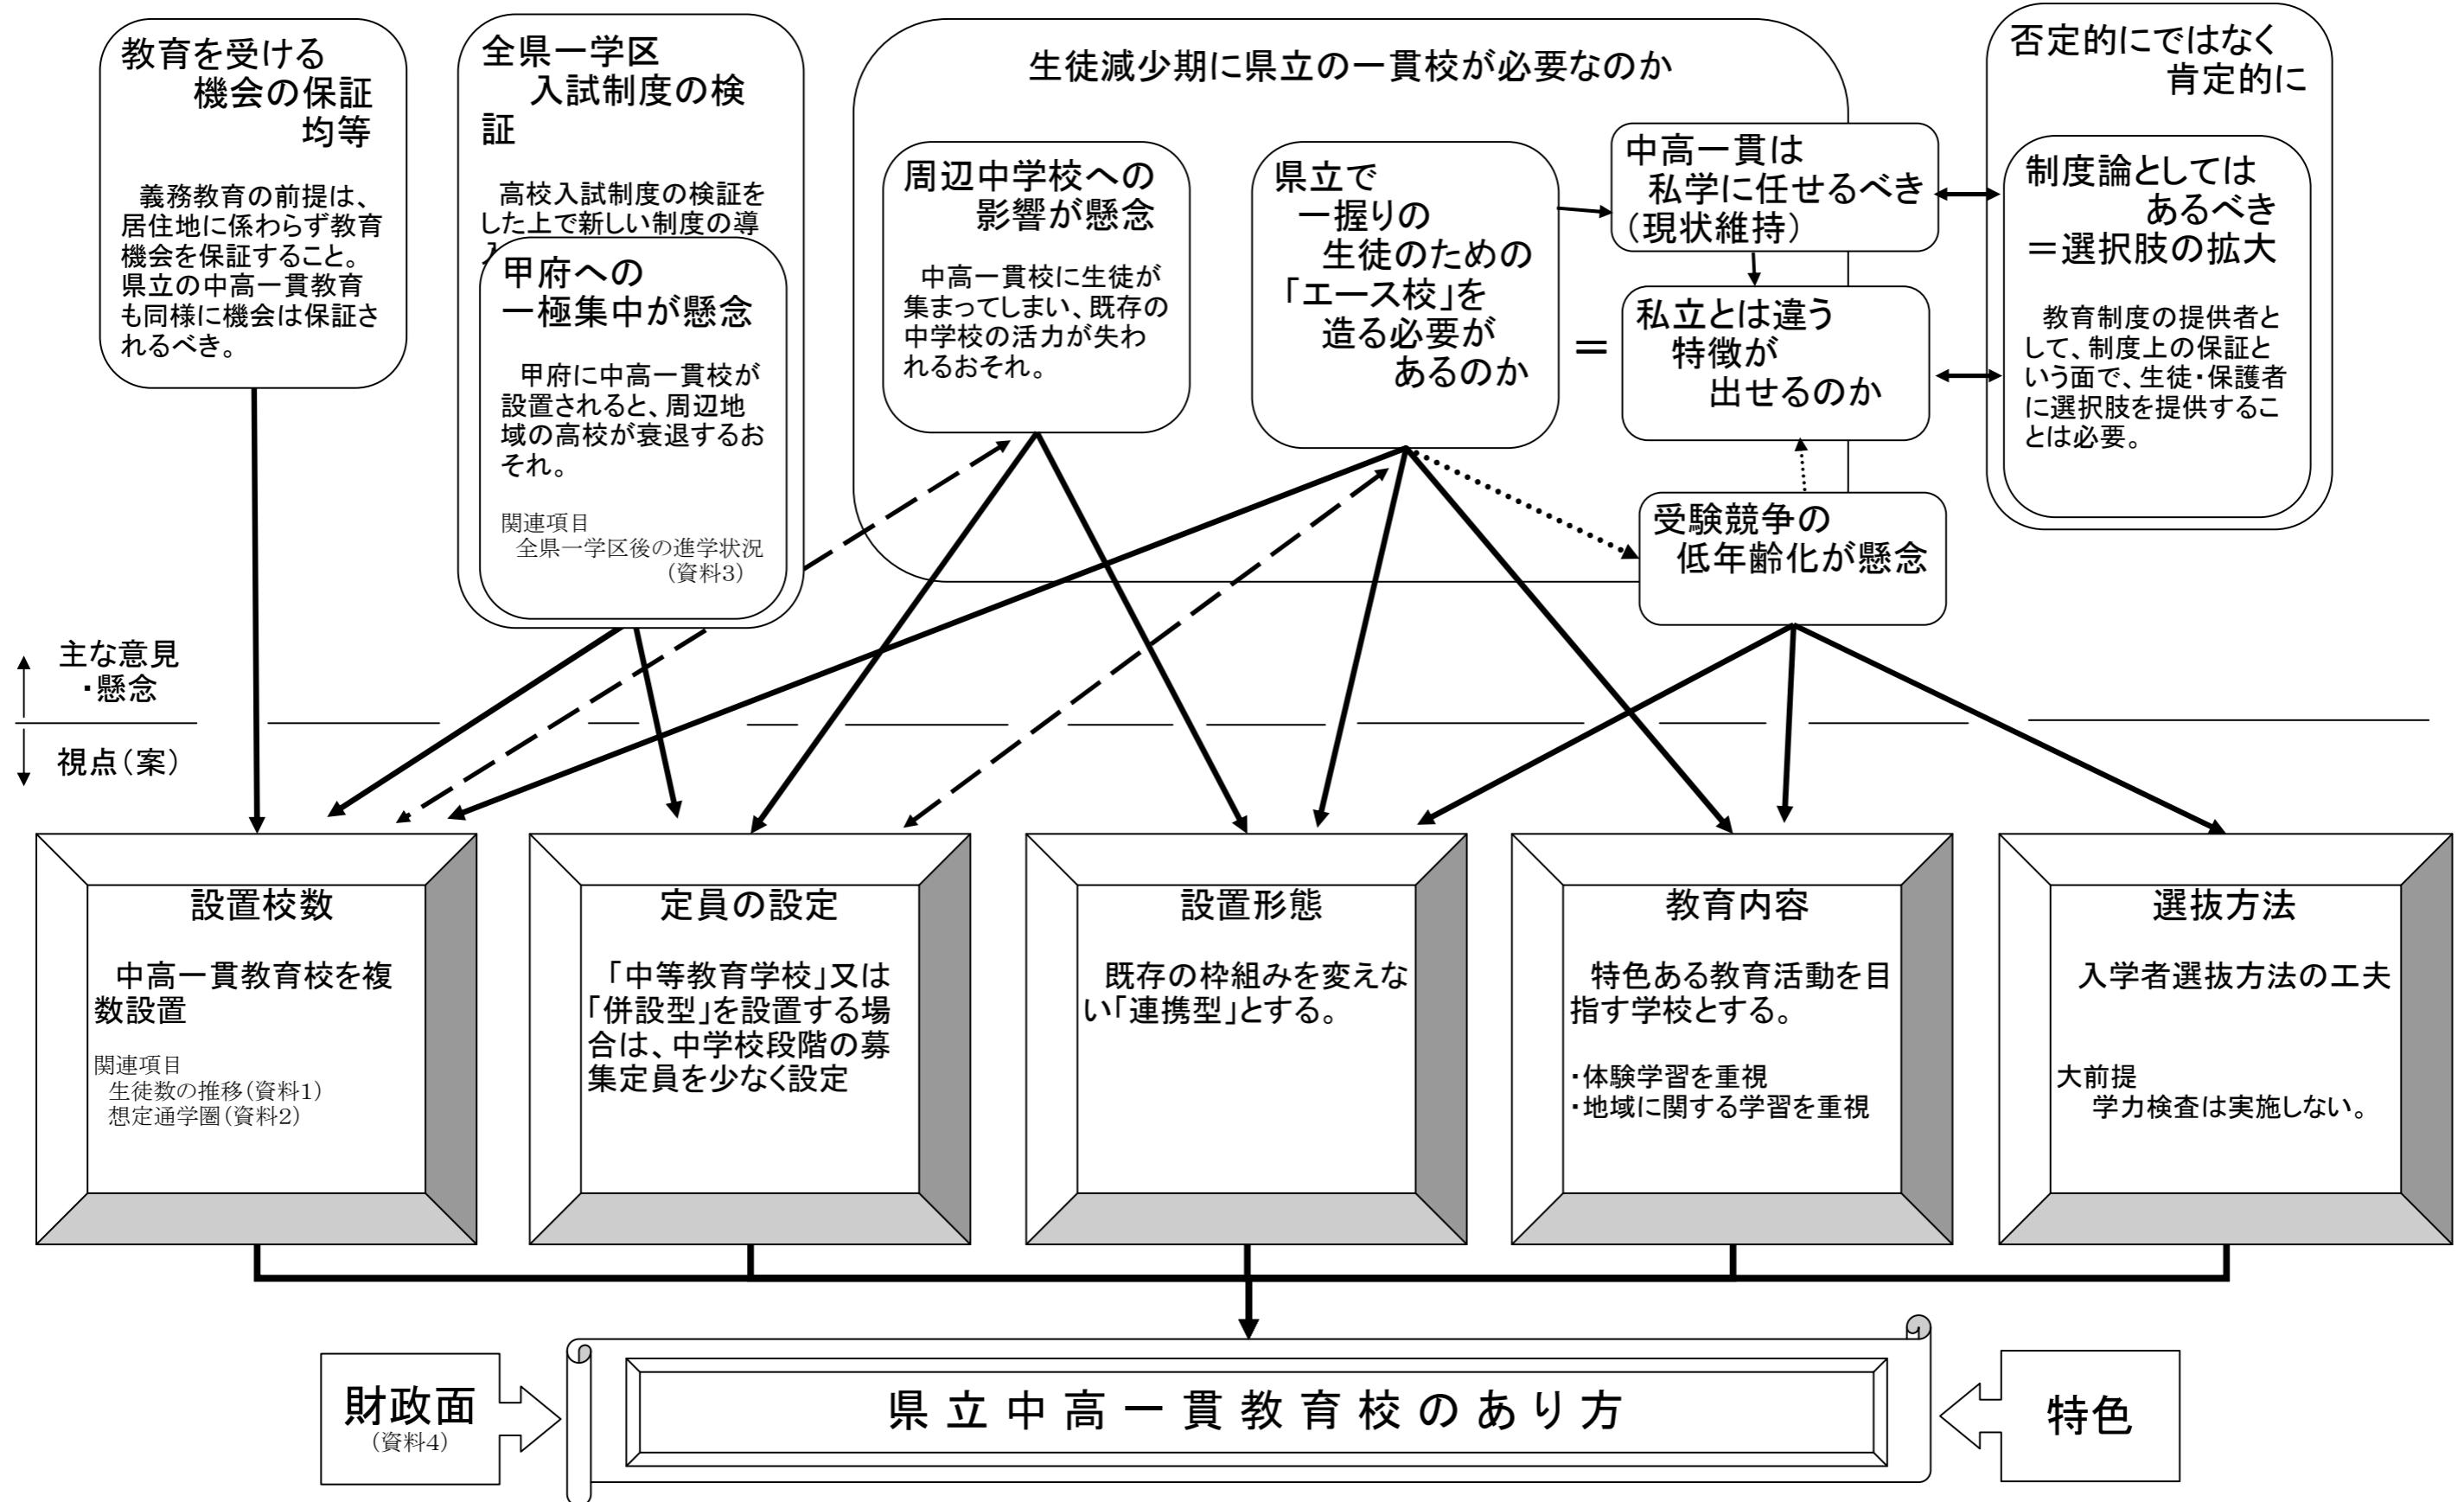 教育を受ける
機会の保証
均等
義務教育の前提は、
居住地に係わらず教育
機会を保証すること。
県立の中高一貫教育
も同様に機会は保証さ
れるべき。
全県一学区
入試制度の検
証
高校入試制度の検証を
した上で新しい制度の導
甲府への
一極集中が懸念
甲府に中高一貫校が
設置されると、周辺地
域の高校が衰退するお
それ。
関連項目
全県一学区後の進学状況
（資料3）
生徒減少期に県立の一貫校が必要なのか
周辺中学校への
影響が懸念
中高一貫校に生徒が
集まってしまい、既存の
中学校の活力が失わ
れるおそれ。
県立で
一握りの
生徒のための
「エース校」を
造る必要が
あるのか
＝
中高一貫は
私学に任せるべき
（現状維持）
私立とは違う
特徴が
出せるのか
受験競争の
低年齢化が懸念
否定的にではなく
肯定的に
制度論としては
あるべき
＝選択肢の拡大
教育制度の提供者と
して、制度上の保証と
いう面で、生徒・保護者
に選択肢を提供するこ
とは必要。
主な意見
・懸念
視点（案）
設置校数
中高一貫教育校を複
数設置
関連項目
生徒数の推移（資料1）
想定通学圏（資料2）
定員の設定
「中等教育学校」又は
「併設型」を設置する場
合は、中学校段階の募
集定員を少なく設定
設置形態
既存の枠組みを変えな
い「連携型」とする。
教育内容
特色ある教育活動を目
指す学校とする。
・体験学習を重視
・地域に関する学習を重視
選抜方法
入学者選抜方法の工夫
大前提
学力検査は実施しない。
財政面
（資料4）
県立中高一貫教育校のあり方
特色